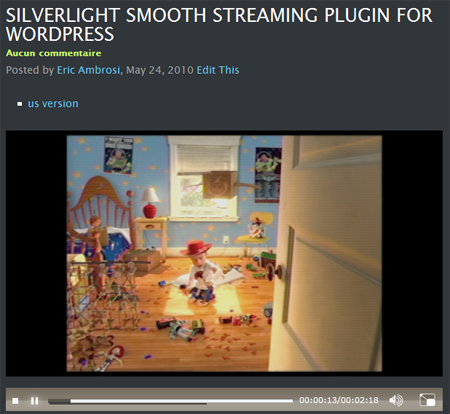 SILVERLIGHT SMOOTH STREAMING PLUGIN FOR
WORDPRESS
Aucun commentaire
Posted by Eric Ambrosi, May 24, 2010 Edit This
us version
00:00:13/00:02:18